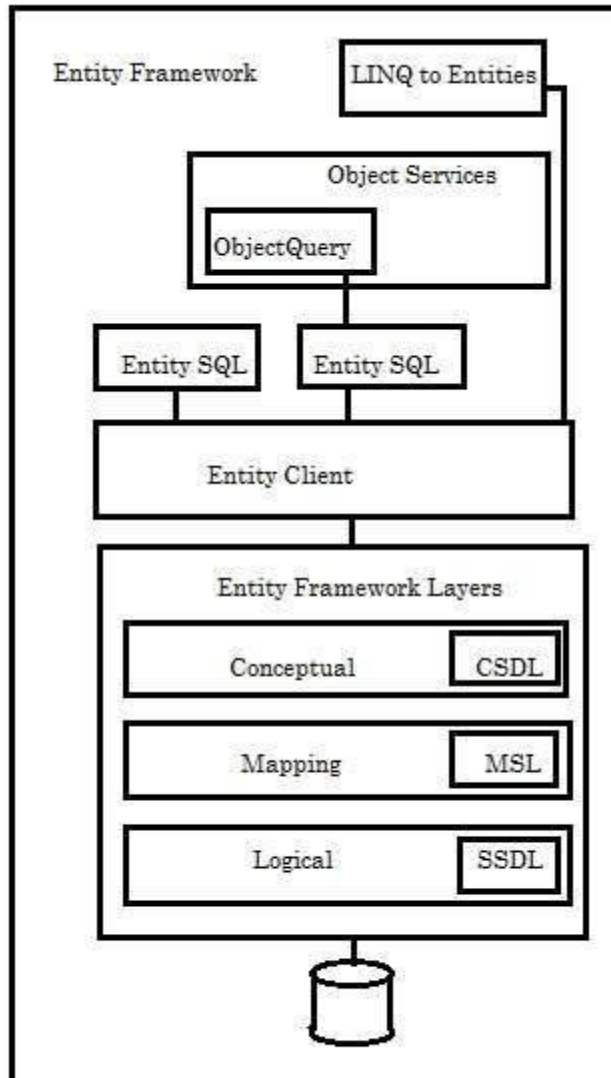 Entity Framework
LINQ to Entities
Object Services
ObjectQuery
Entity SQL
Entity SQL
Entity Client
Entity Framework Layers
Conceptual
CSDL
Mapping
MSL
Logical
SSDL